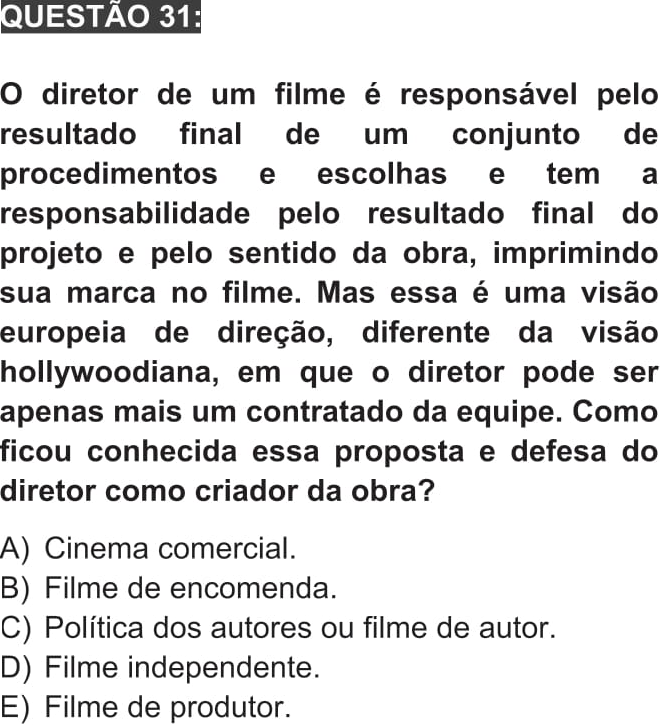 QUESTÃO 31:
O diretor de um filme é responsável pelo
resultado final de um conjunto de
procedimentos e escolhas e tem a
responsabilidade pelo resultado final do
projeto e pelo sentido da obra, imprimindo
sua marca no filme. Mas essa é uma visão
europeia de direção, diferente da visão
hollywoodiana, em que o diretor pode ser
apenas mais um contratado da equipe. Como
ficou conhecida essa proposta e defesa do
diretor como criador da obra?
A) Cinema comercial.
B) Filme de encomenda.
C) Política dos autores ou filme de autor.
D) Filme independente.
E) Filme de produtor.